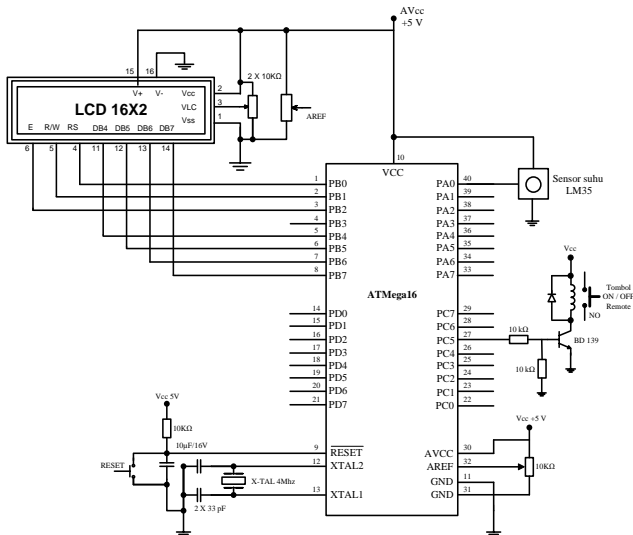 AVcc
+5 V
15 16
V+ V-
LCD 16X2
Vcc 2
VLC 3
Vss 1
2 X 10KΩ
AREF
E R/W RS DB4 DB5 DB6 DB7
6 5 4 11 12 13 14
10
VCC
1 PB0
2 PB1
3 PB2
4 PB3
5 PB4
6 PB5
7 PB6
8 PB7
PA0 40
PA1 39
PA2 38
PA3 37
PA4 36
PA5 35
PA6 34
PA7 33
Sensor suhu
LM35
ATMega16
14 PD0
15 PD1
16 PD2
17 PD3
18 PD4
19 PD5
20 PD6
21 PD7
PC7 29
PC6 28
PC5 27
PC4 26
PC3 25
PC2 24
PC1 23
PC0 22
Vcc
Tombol
ON / OFF
Remote
NO
BD 139
10 kΩ
10 kΩ
Vcc 5V
10KΩ
10µF/16V
RESET
X-TAL 4Mhz
2 X 33 pF
9 RESET
12 XTAL2
13 XTAL1
AVCC 30
AREF 32
GND 11
GND 31
Vcc +5 V
10KΩ